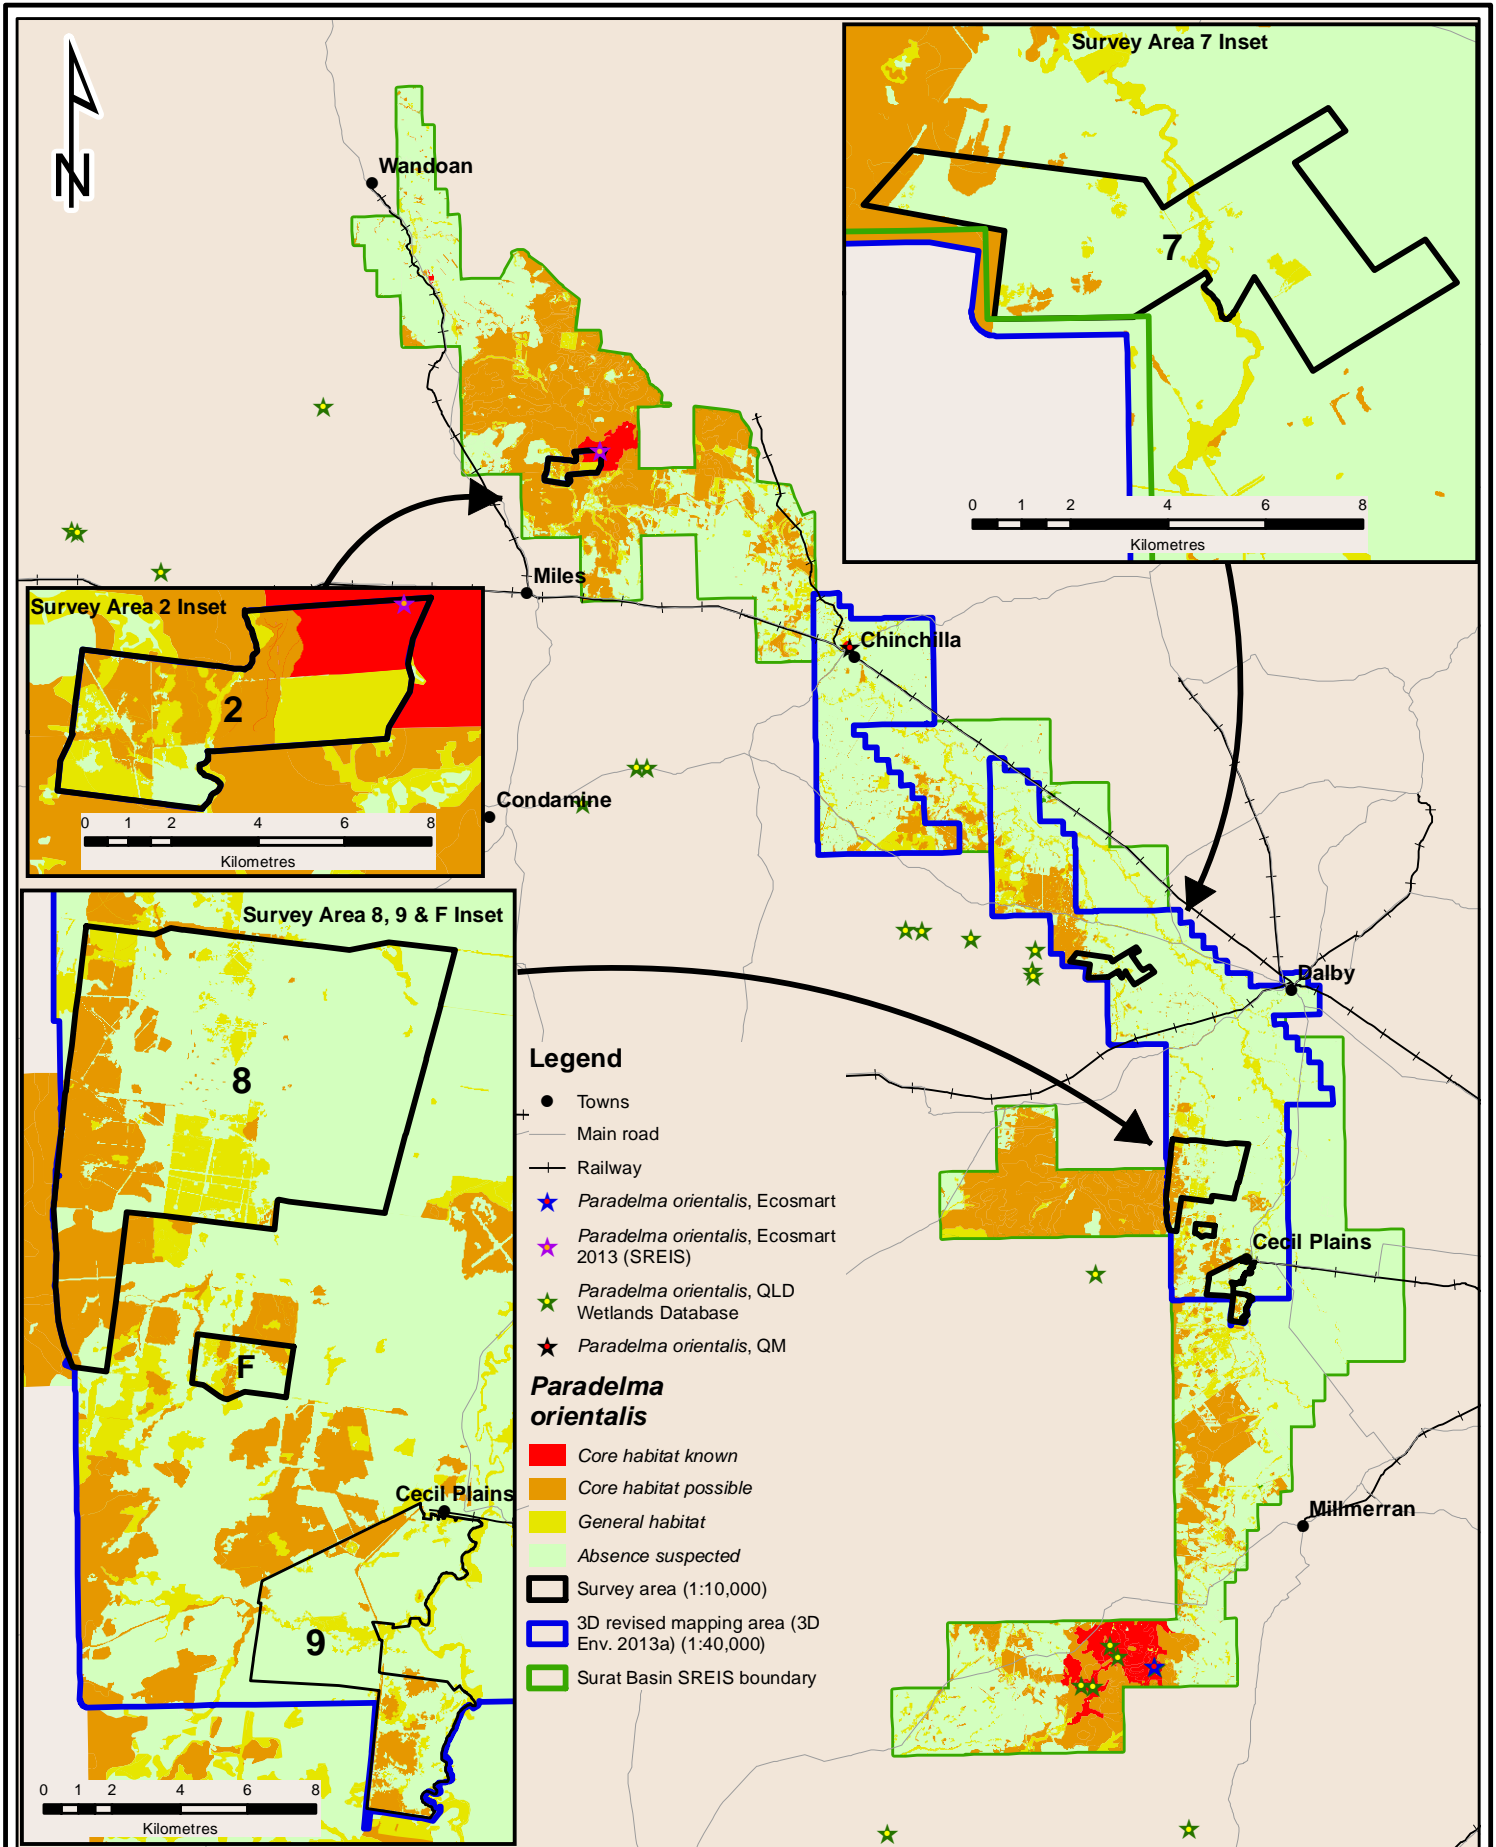 N
Wandoan
Survey Area 7 Inset
7
0 1 2 4 6 8
Kilometres
Miles
Survey Area 2 Inset
2
0 1 2 4 6 8
Kilometres
Chinchilla
Condamine
Survey Area 8, 9 & F Inset
8
F
Cecil Plains
9
0 1 2 4 6 8
Kilometres
Dalby
Cecil Plains
Millmerran
Legend
Towns
Main road
Railway
Paradelma orientalis, Ecosmart
Paradelma orientalis, Ecosmart
2013 (SREIS)
Paradelma orientalis, QLD
Wetlands Database
Paradelma orientalis, QM
Paradelma
orientalis
Core habitat known
Core habitat possible
General habitat
Absence suspected
Survey area (1:10,000)
3D revised mapping area (3D
Env. 2013a) (1:40,000)
Surat Basin SREIS boundary